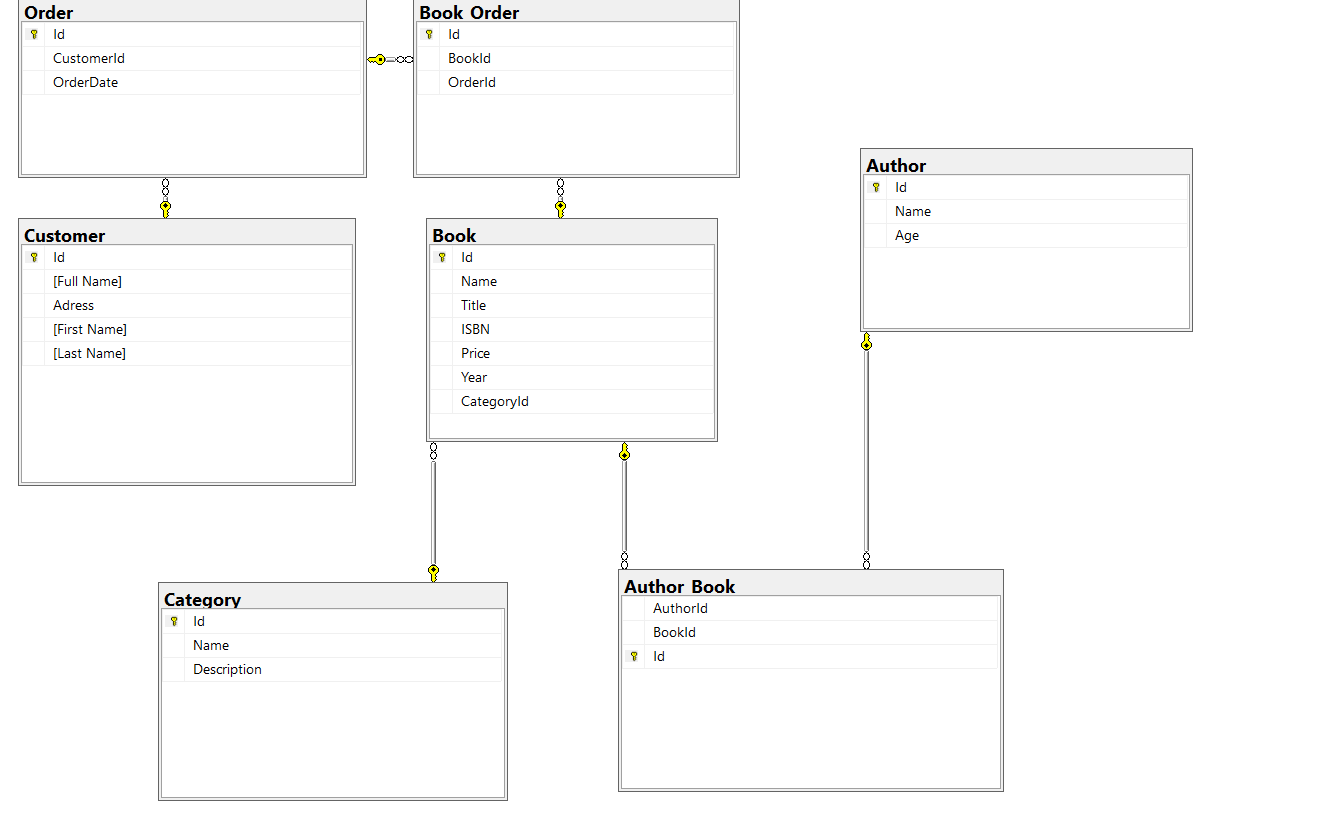 Order
Id
CustomerId
OrderDate
Book Order
Id
BookId
OrderId
Author
Id
Name
Age
Customer
Id
[Full Name]
Adress
[First Name]
[Last Name]
Book
Id
Name
Title
ISBN
Price
Year
CategoryId
Category
Id
Name
Description
Author Book
AuthorId
BookId
Id